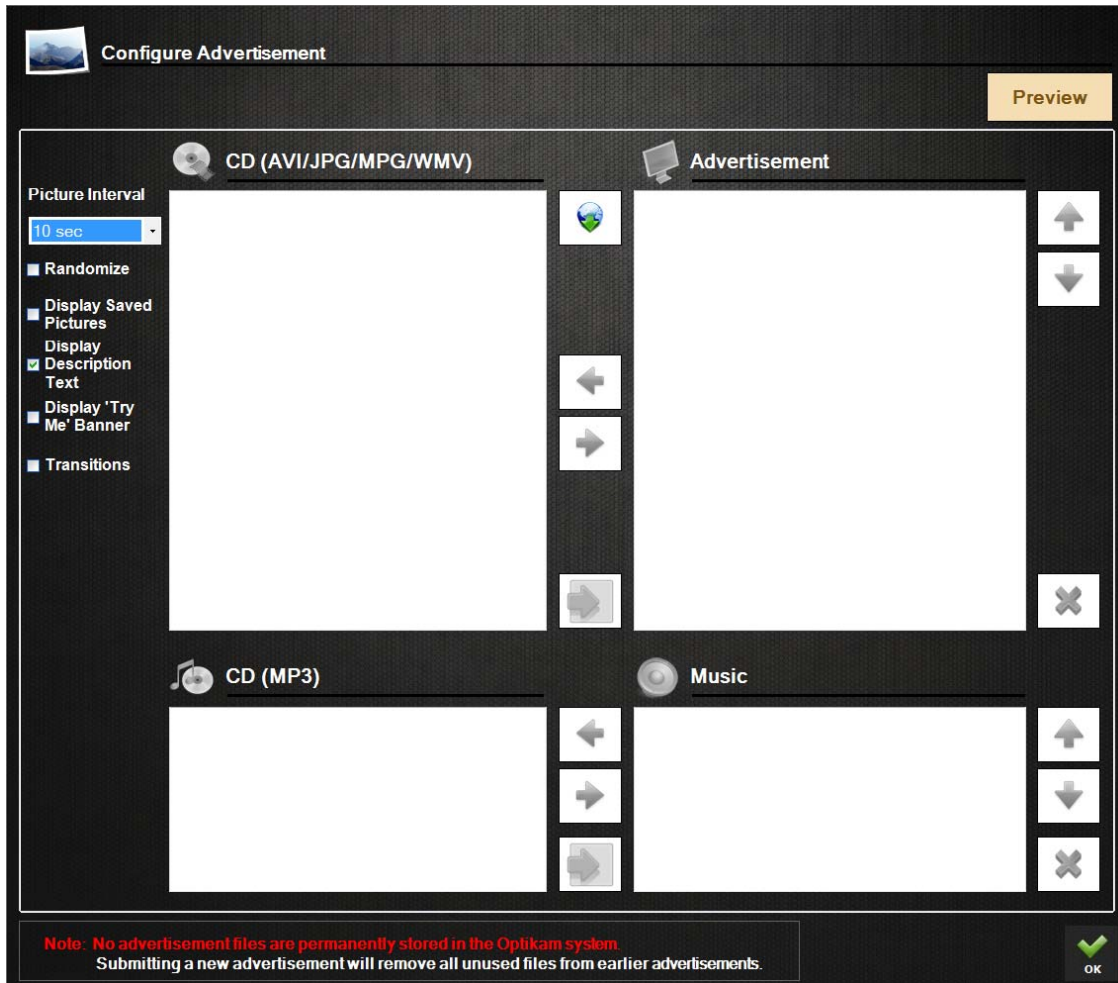 Configure Advertisement
Preview
CD (AVI/JPG/MPG/WMV)
Advertisement
Picture Interval
10 sec
Randomize
Display Saved
Pictures
Display
Description
Text
Display 'Try
Me' Banner
Transitions
CD (MP3)
Music
Note: No advertisement files are permanently stored in the Optikam system.
Submitting a new advertisement will remove all unused files from earlier advertisements.
OK